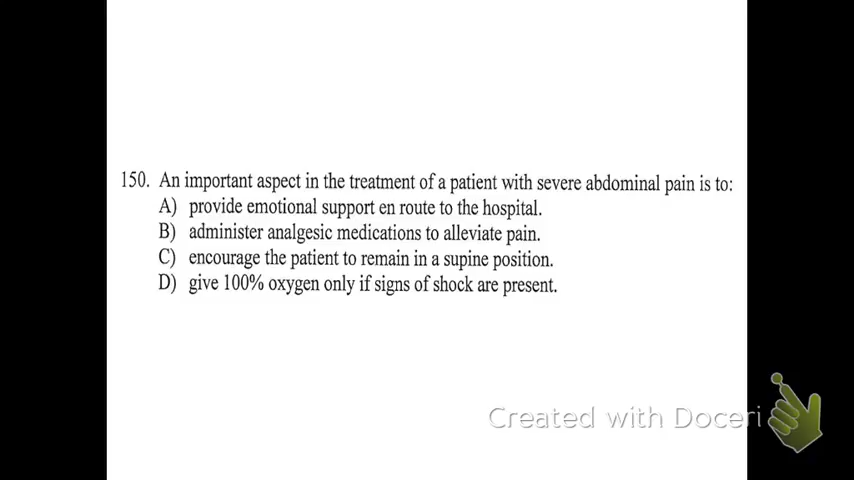 150. An important aspect in the treatment of a patient with severe abdominal pain is to:
A) provide emotional support en route to the hospital.
B) administer analgesic medications to alleviate pain.
C) encourage the patient to remain in a supine position.
D) give 100% oxygen only if signs of shock are present.
Created with Doceri